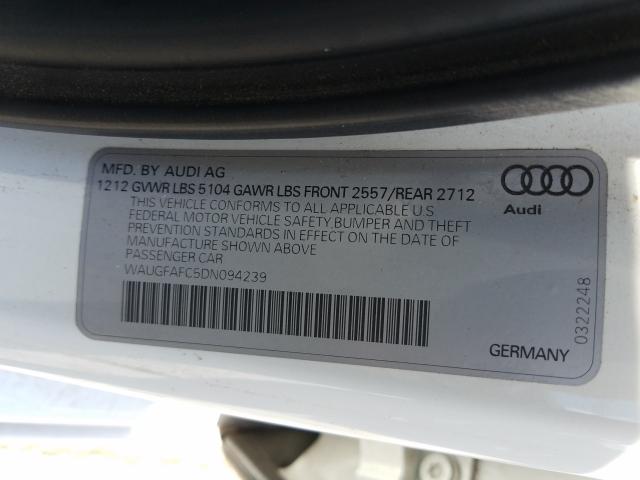 MFD. BY AUDI AG
1212 GVWR LBS 5104 GAWR LBS FRONT 2557/REAR 2712
THIS VEHICLE CONFORMS TO ALL APPLICABLE U.S
FEDERAL MOTOR VEHICLE SAFETY,BUMPER AND THEFT
PREVENTION STANDARDS IN EFFECT ON THE DATE OF
MANUFACTURE SHOWN ABOVE
PASSENGER CAR
WAUGFAFC5DN094239
Audi
0322248
GERMANY